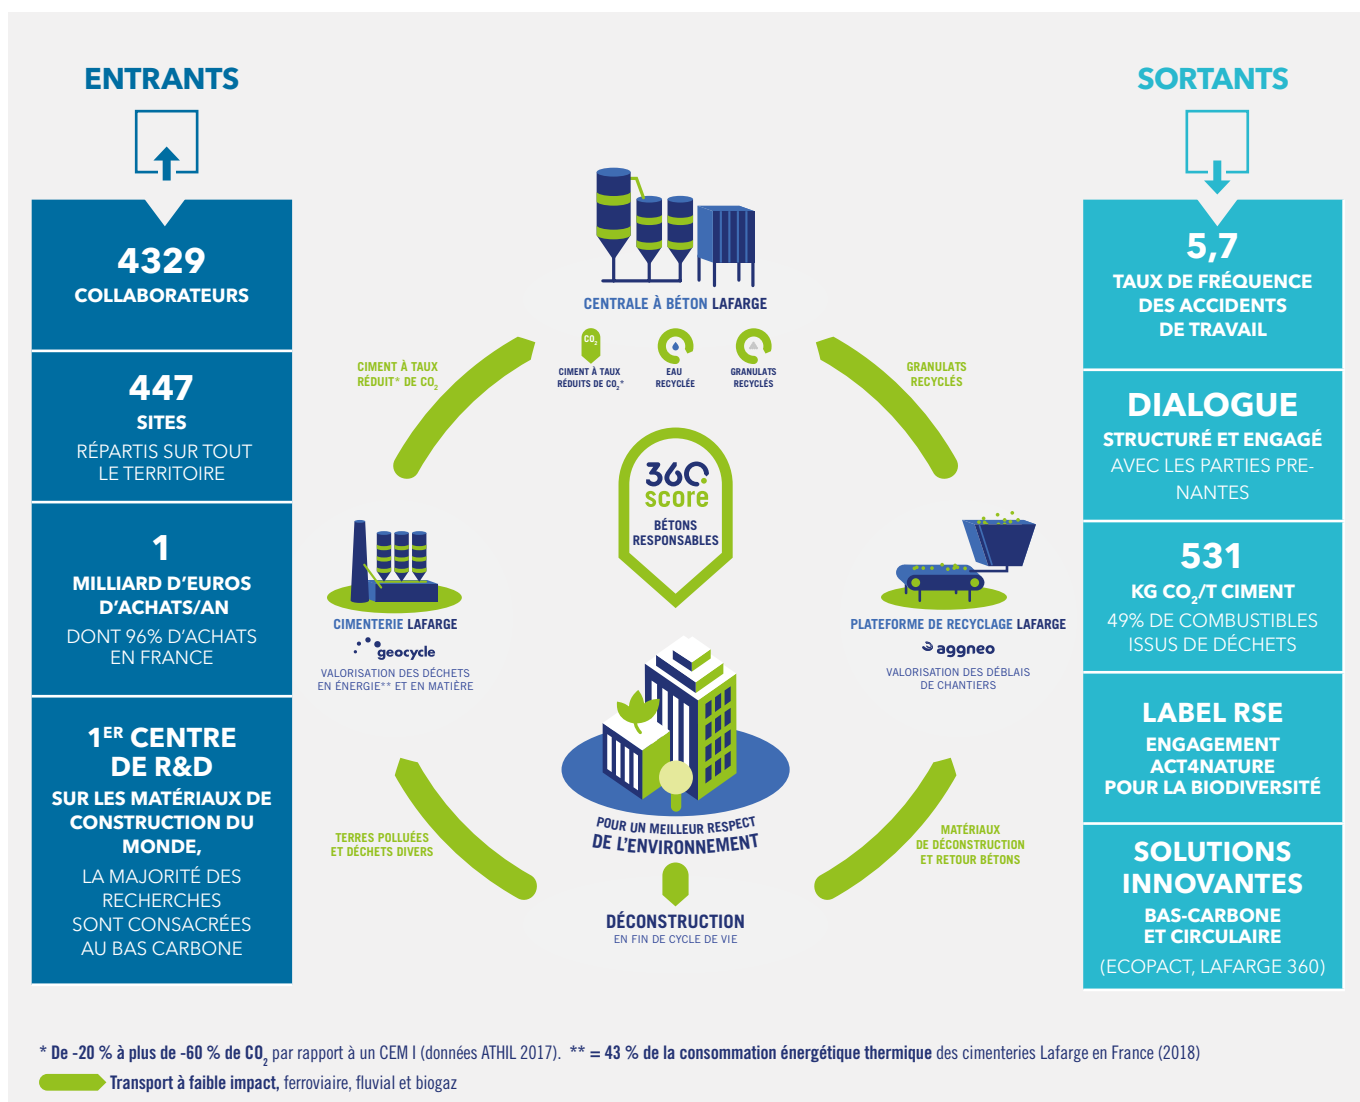 ENTRANTS
4329
COLLABORATEURS
447
SITES
RÉPARTIS SUR TOUT
LE TERRITOIRE
1
MILLIARD D’EUROS
D’ACHATS/AN
DONT 96% D’ACHATS
EN FRANCE
1ER CENTRE
DE R&D
SUR LES MATÉRIAUX DE
CONSTRUCTION DU
MONDE,
LA MAJORITÉ DES
RECHERCHES
SONT CONSACRÉES
AU BAS CARBONE
CENTRALE À BÉTON LAFARGE
CO2
CIMENT À TAUX
RÉDUITS DE CO2*
EAU
RECYCLÉE
GRANULATS
RECYCLÉS
CIMENT À TAUX
RÉDUIT* DE CO2
GRANULATS
RECYCLÉS
360
score
BÉTONS
RESPONSABLES
CIMENTERIE LAFARGE
geocycle
VALORISATION DES DÉCHETS
EN ÉNERGIE** ET EN MATIÈRE
PLATEFORME DE RECYCLAGE LAFARGE
aggneo
VALORISATION DES DÉBLAIS
DE CHANTIERS
TERRES POLLUÉES
ET DÉCHETS DIVERS
POUR UN MEILLEUR RESPECT
DE L’ENVIRONNEMENT
MATÉRIAUX
DE DÉCONSTRUCTION
ET RETOUR BÉTONS
DÉCONSTRUCTION
EN FIN DE CYCLE DE VIE
SORTANTS
5,7
TAUX DE FRÉQUENCE
DES ACCIDENTS
DE TRAVAIL
DIALOGUE
STRUCTURÉ ET ENGAGÉ
AVEC LES PARTIES PRE-
NANTES
531
KG CO2/T CIMENT
49% DE COMBUSTIBLES
ISSUS DE DÉCHETS
LABEL RSE
ENGAGEMENT
ACT4NATURE
POUR LA BIODIVERSITÉ
SOLUTIONS
INNOVANTES
BAS-CARBONE
ET CIRCULAIRE
(ECOPACT, LAFARGE 360)
* De -20 % à plus de -60 % de CO2 par rapport à un CEM I (données ATHIL 2017). ** = 43 % de la consommation énergétique thermique des cimenteries Lafarge en France (2018)
Transport à faible impact, ferroviaire, fluvial et biogaz